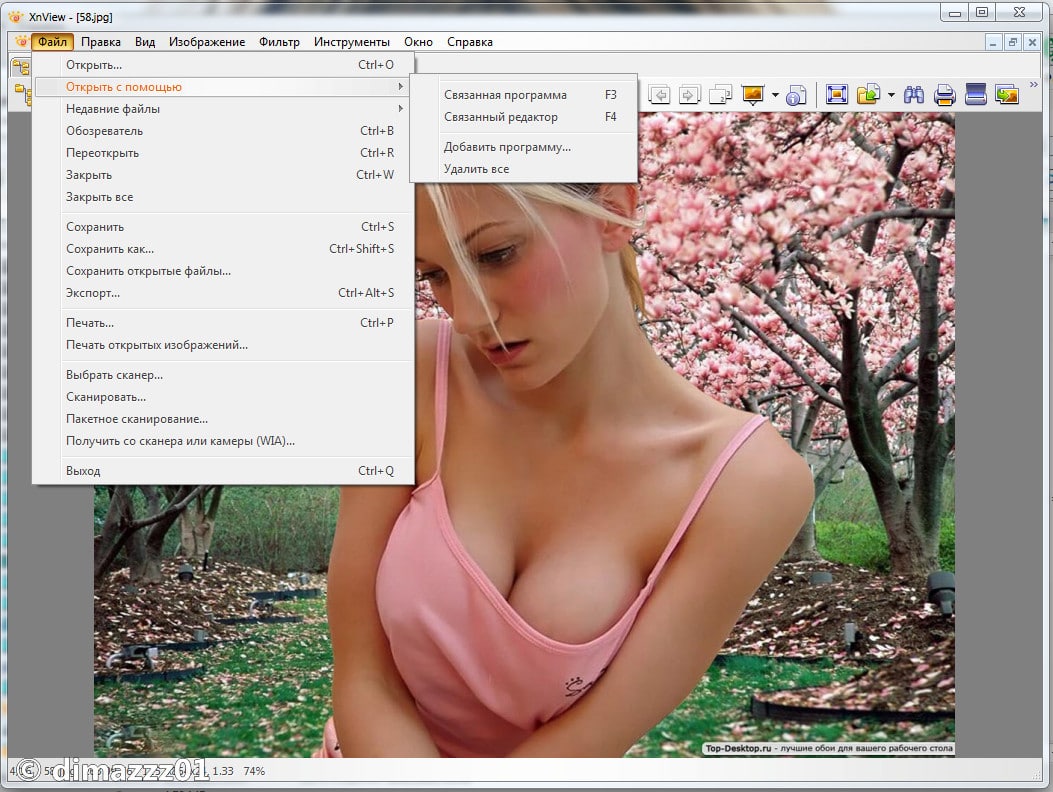 XnView - [58.jpg]
Файл Правка Вид Изображение Фильтр Инструменты Окно Справка
Открыть... Ctrl+O
Открыть с помощью
Недавние файлы
Обозреватель Ctrl+B
Переоткрыть Ctrl+R
Закрыть Ctrl+W
Закрыть все
Сохранить Ctrl+S
Сохранить как... Ctrl+Shift+S
Сохранить открытые файлы...
Экспорт... Ctrl+Alt+S
Печать... Ctrl+P
Печать открытых изображений...
Выбрать сканер...
Сканировать...
Пакетное сканирование...
Получить со сканера или камеры (WIA)...
Выход Ctrl+Q
Связанная программа F3
Связанный редактор F4
Добавить программу...
Удалить все
Top-Desktop.ru - лучшие обои для вашего рабочего стола
1.33 74%
© dimazzz01